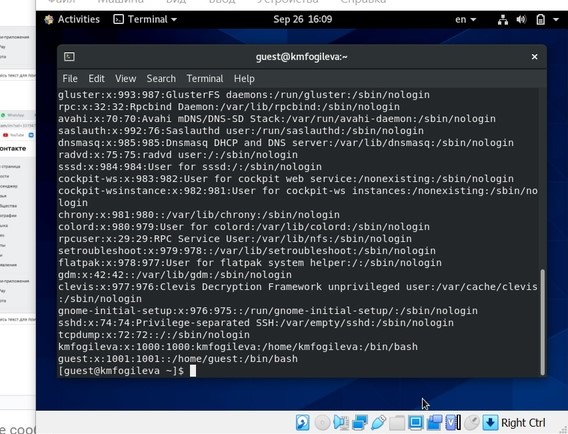 Activities
Terminal
Sep 26 16:09
en
guest@kmfogileva:~
File Edit View Search Terminal Help
gluster:x:993:987:GlusterFS daemons:/run/gluster:/sbin/nologin
rpc:x:32:32:Rpcbind Daemon:/var/lib/rpcbind:/sbin/nologin
avahi:x:70:70:Avahi mDNS/DNS-SD Stack:/var/run/avahi-daemon:/sbin/nologin
saslauth:x:992:76:Saslauthd user:/run/saslauthd:/sbin/nologin
dnsmasq:x:985:985:Dnsmasq DHCP and DNS server:/var/lib/dnsmasq:/sbin/nologin
radvd:x:75:75:radvd user:/:/sbin/nologin
sssd:x:984:984:User for sssd:/:/sbin/nologin
cockpit-ws:x:983:982:User for cockpit web service:/nonexisting:/sbin/nologin
cockpit-wsinstance:x:982:981:User for cockpit-ws instances:/nonexisting:/sbin/no
login
chrony:x:981:980::/var/lib/chrony:/sbin/nologin
colord:x:980:979:User for colord:/var/lib/colord:/sbin/nologin
rpcuser:x:29:29:RPC Service User:/var/lib/nfs:/sbin/nologin
setroubleshoot:x:979:978::/var/lib/setroubleshoot:/sbin/nologin
flatpak:x:978:977:User for flatpak system helper:/:/sbin/nologin
gdm:x:42:42::/var/lib/gdm:/sbin/nologin
clevis:x:977:976:Clevis Decryption Framework unprivileged user:/var/cache/clevis
:/sbin/nologin
gnome-initial-setup:x:976:975::/run/gnome-initial-setup/:/sbin/nologin
sshd:x:74:74:Privilege-separated SSH:/var/empty/sshd:/sbin/nologin
tcpdump:x:72:72::/:/sbin/nologin
kmfogileva:x:1000:1000:kmfogileva:/home/kmfogileva:/bin/bash
guest:x:1001:1001::/home/guest:/bin/bash
[guest@kmfogileva ~]$
Right Ctrl